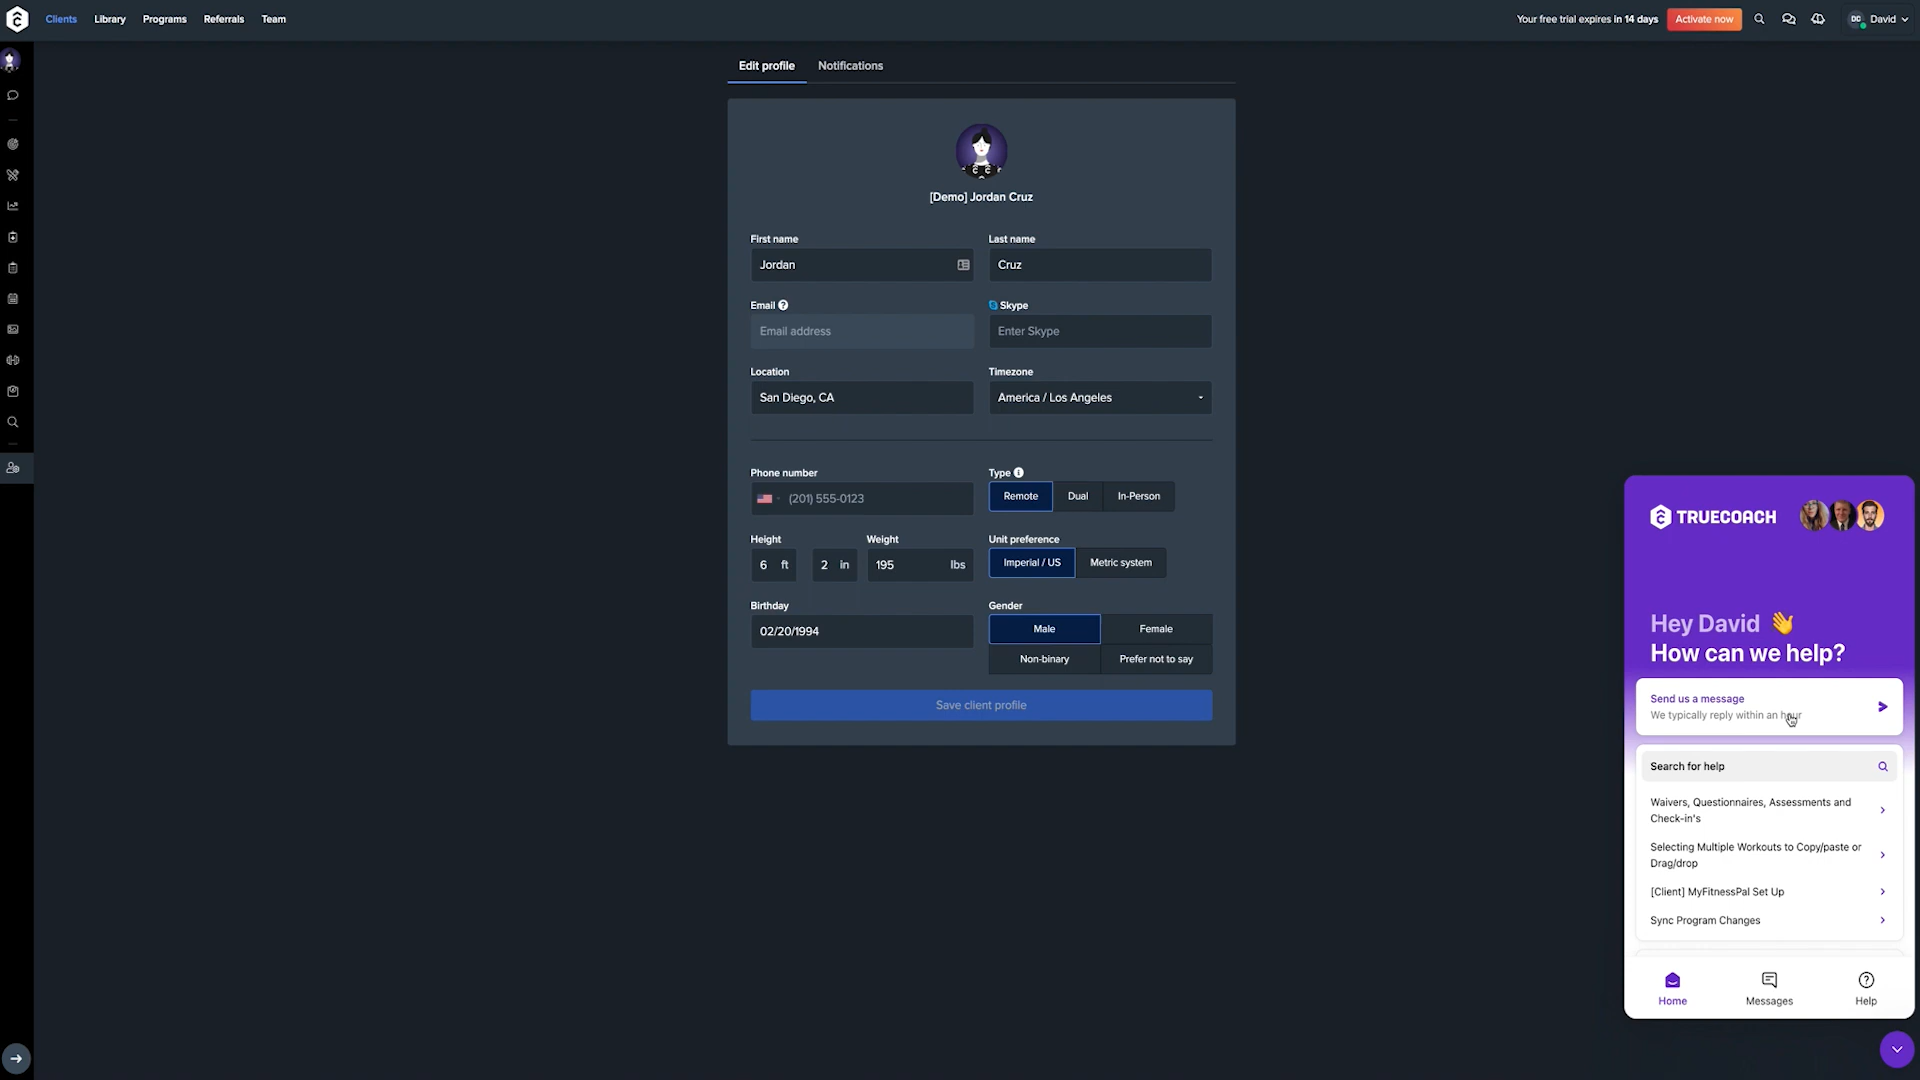 Clients
Library
Programs
Referrals
Team
Your free trial expires in 14 days
Activate now
DC
David
Edit profile
Notifications
[Demo] Jordan Cruz
First name
Last name
Jordan
Cruz
Email
Skype
Email address
Enter Skype
Location
Timezone
San Diego, CA
America / Los Angeles
Phone number
Type
(201) 555-0123
Remote
Dual
In-Person
Height
Weight
Unit preference
6 ft
2 in
195 lbs
Imperial / US
Metric system
Birthday
Gender
02/20/1994
Male
Female
Non-binary
Prefer not to say
Save client profile
TRUECOACH
Hey David 👋
How can we help?
Send us a message
We typically reply within an hour
Search for help
Waivers, Questionnaires, Assessments and
Check-in's
Selecting Multiple Workouts to Copy/paste or
Drag/drop
[Client] MyFitnessPal Set Up
Sync Program Changes
Home
Messages
Help